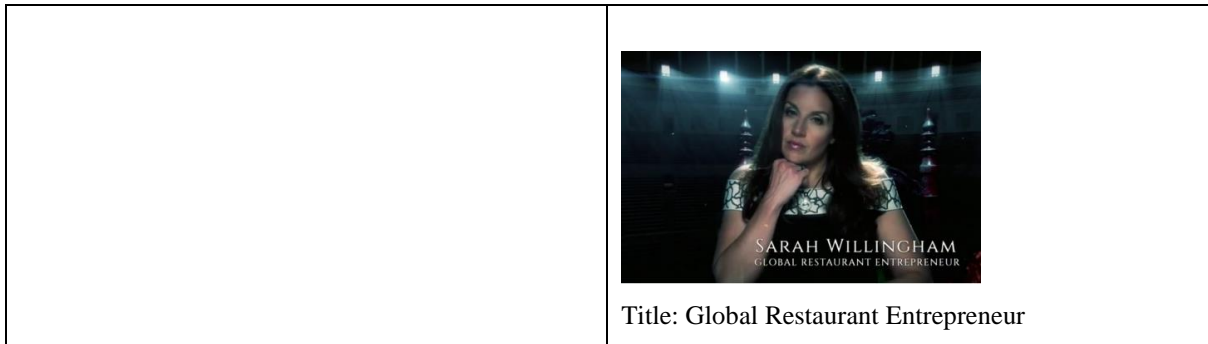 SARAH WILLINGHAM
GLOBAL RESTAURANT ENTREPRENEUR
Title: Global Restaurant Entrepreneur